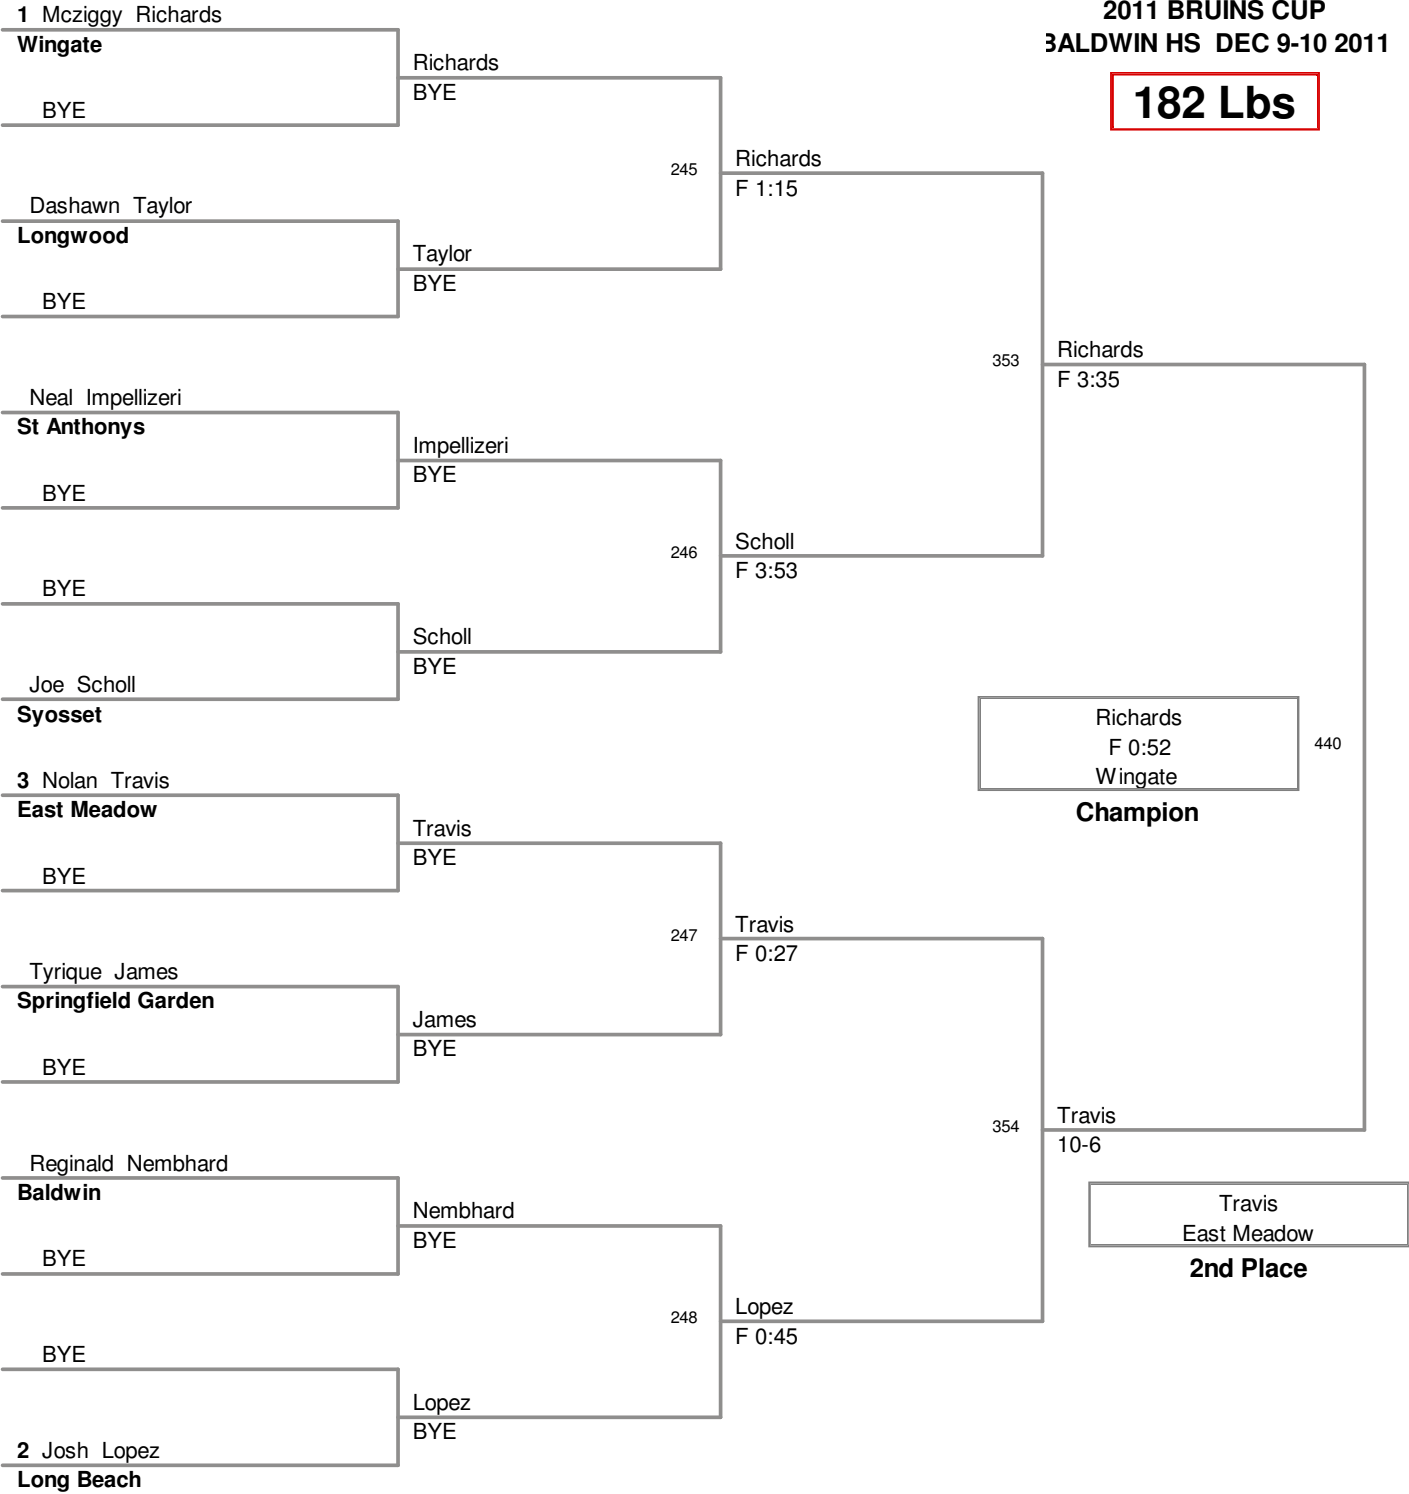 1 Mcziggy Richards
Wingate
BYE
Dashawn Taylor
Longwood
BYE
Neal Impellizeri
St Anthonys
BYE
BYE
Joe Scholl
Syosset
3 Nolan Travis
East Meadow
BYE
Tyrique James
Springfield Garden
BYE
Reginald Nembhard
Baldwin
BYE
BYE
2 Josh Lopez
Long Beach
Richards
BYE
Taylor
BYE
Impellizeri
BYE
Scholl
BYE
Travis
BYE
James
BYE
Nembhard
BYE
Lopez
BYE
245
246
247
248
Richards
F 1:15
Scholl
F 3:53
Travis
F 0:27
Lopez
F 0:45
353
354
2011 BRUINS CUP
BALDWIN HS DEC 9-10 2011
182 Lbs
Richards
F 3:35
Richards
F 0:52
Wingate
440
Champion
Travis
10-6
Travis
East Meadow
2nd Place